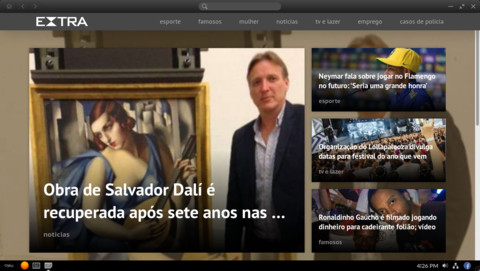 EXTRA
esporte famosos mulher notícias tv e lazer emprego casos de polícia
Obra de Salvador Dalí é
recuperada após sete anos nas ...
notícias
Neymar fala sobre jogar no Flamengo
no futuro: 'Seria uma grande honra'
esporte
Organização do Lollapalooza divulga
datas para festival do ano que vem
tv e lazer
Ronaldinho Gaúcho é filmado jogando
dinheiro para cadeirante folião; vídeo
famosos
4:26 PM